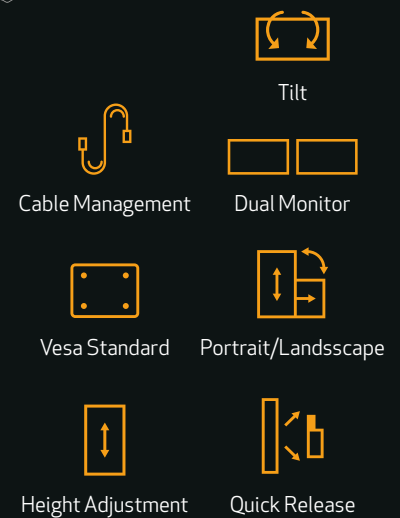 Tilt
Cable Management
Dual Monitor
Vesa Standard
Portrait/Landsscape
Height Adjustment
Quick Release